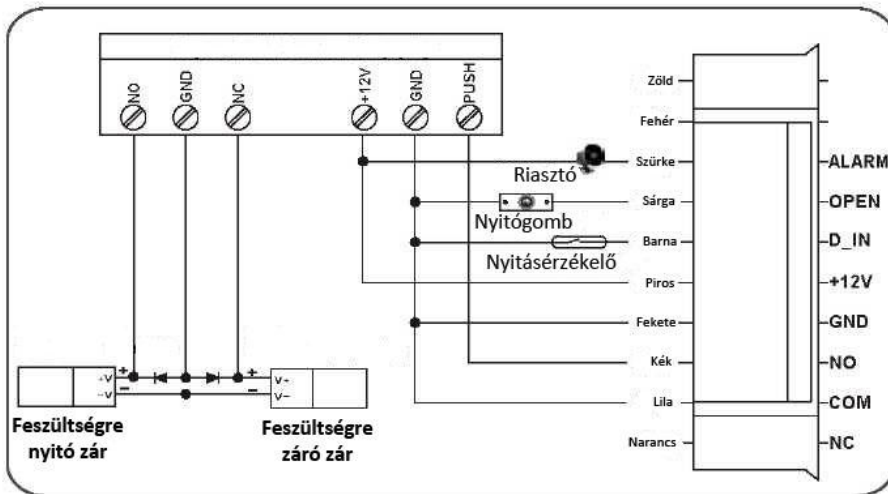 NO
GND
NC
+12V
GND
PUSH
Zöld
Fehér
Szürke
ALARM
Riasztó
Sárga
OPEN
Nyitógomb
Barna
D_IN
Nyitásérzékelő
Piros
+12V
Fekete
GND
Kék
NO
Lila
COM
Narancs
NC
+
-V
−
-V
+
V+
−
V−
Feszültségre
nyitó zár
Feszültségre
záró zár